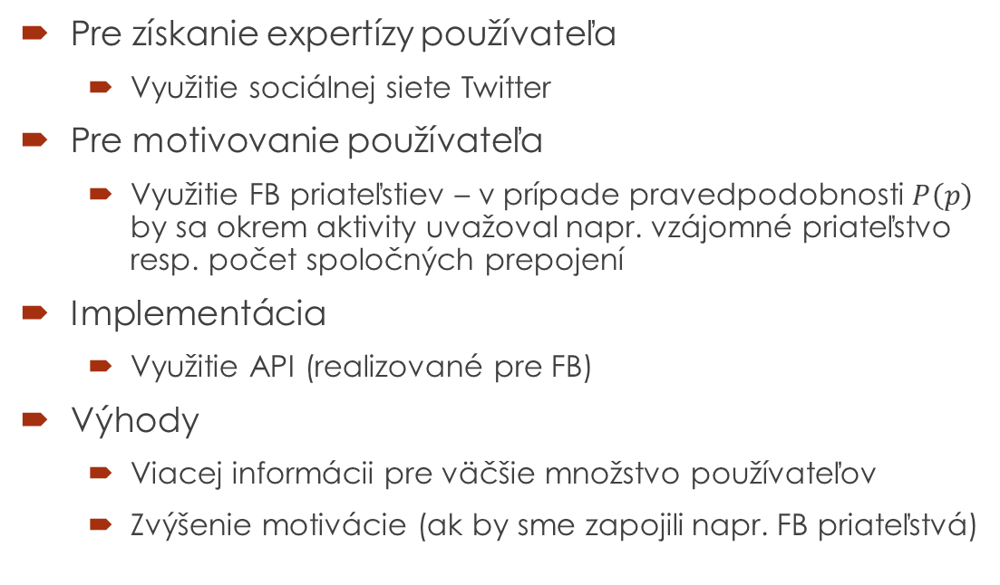 Pre získanie expertízy používateľa
Využitie sociálnej siete Twitter
Pre motivovanie používateľa
Využitie FB priateľstiev – v prípade pravedpodobnosti P(p)
by sa okrem aktivity uvažoval napr. vzájomné priateľstvo
resp. počet spoločných prepojení
Implementácia
Využitie API (realizované pre FB)
Výhody
Viacej informácii pre väčšie množstvo používateľov
Zvýšenie motivácie (ak by sme zapojili napr. FB priateľstvá)